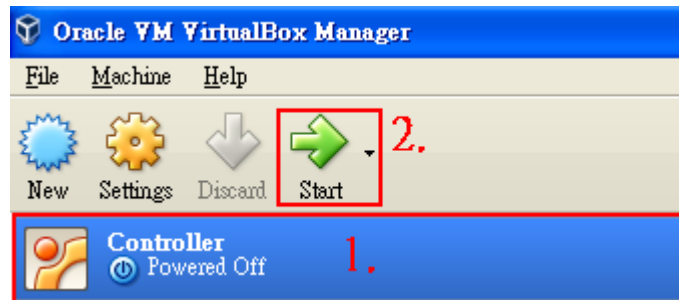 Oracle VM VirtualBox Manager
File Machine Help
2.
New Settings Discard Start
Controller
Powered Off
1.